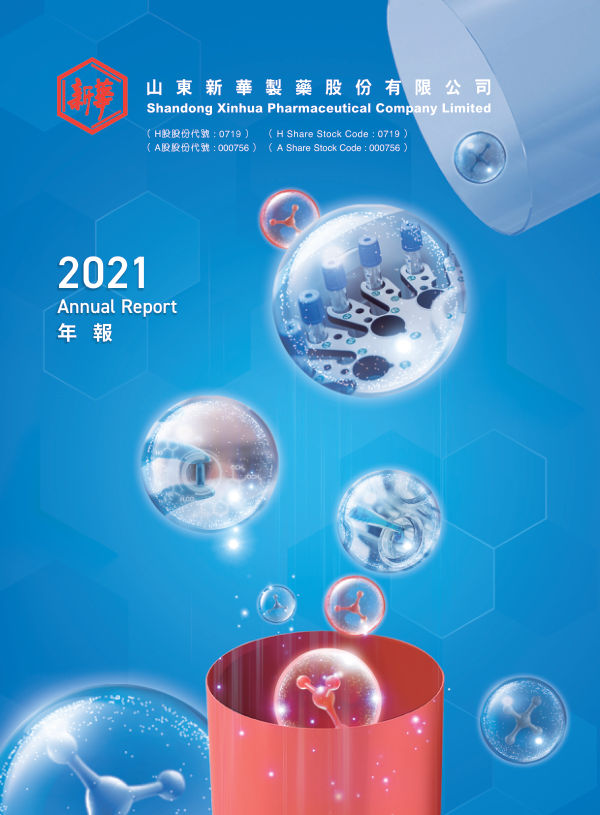 新華
山東新華製藥股份有限公司
Shandong Xinhua Pharmaceutical Company Limited
（H股股份代號：0719） （H Share Stock Code : 0719）
（A股股份代號：000756） （A Share Stock Code : 000756）
2021
Annual Report
年報